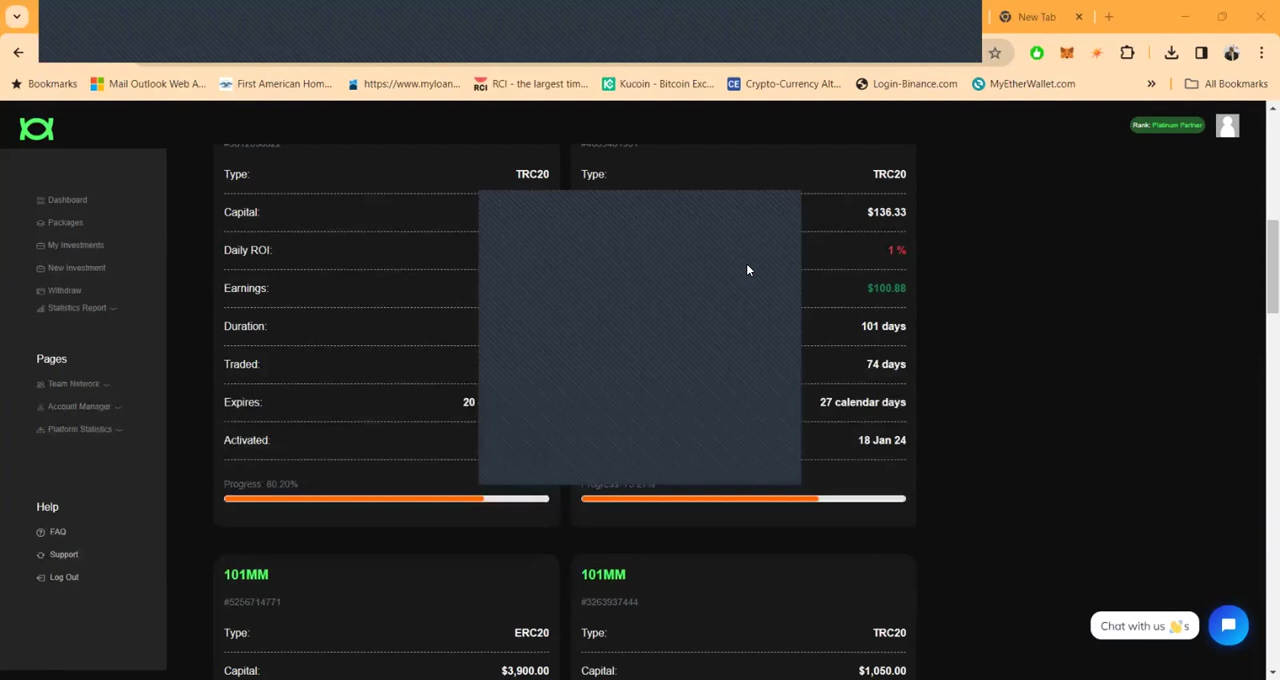 New Tab
Bookmarks
Mail Outlook Web A...
First American Hom...
https://www.myloan...
RCI - the largest tim...
Kucoin - Bitcoin Exc...
Crypto-Currency Alt...
Login-Binance.com
MyEtherWallet.com
All Bookmarks
Rank: Platinum Partner
Dashboard
Packages
My Investments
New Investment
Withdraw
Statistics Report
Pages
Team Network
Account Manager
Platform Statistics
Help
FAQ
Support
Log Out
Type: TRC20
Capital:
Daily ROI:
Earnings:
Duration:
Traded:
Expires: 20
Activated:
Progress: 80.20%
Type: TRC20
$136.33
1 %
$100.88
101 days
74 days
27 calendar days
18 Jan 24
101MM
#5256714771
Type: ERC20
Capital: $3,900.00
101MM
#3263937444
Type: TRC20
Capital: $1,050.00
Chat with us 👋s